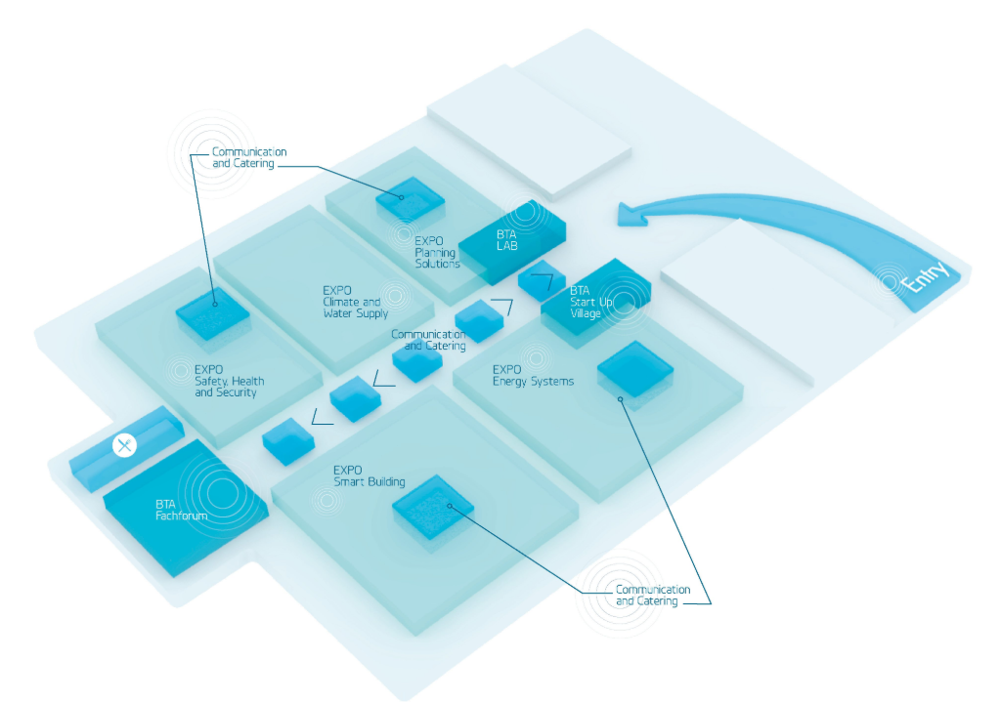 Communication
and Catering
EXPO
Planning
Solutions
BTA
LAB
Entry
EXPO
Climate and
Water Supply
BTA
Start Up
Village
Communication
and Catering
EXPO
Safety, Health
and Security
EXPO
Energy Systems
EXPO
Smart Building
BTA
Fachforum
Communication
and Catering